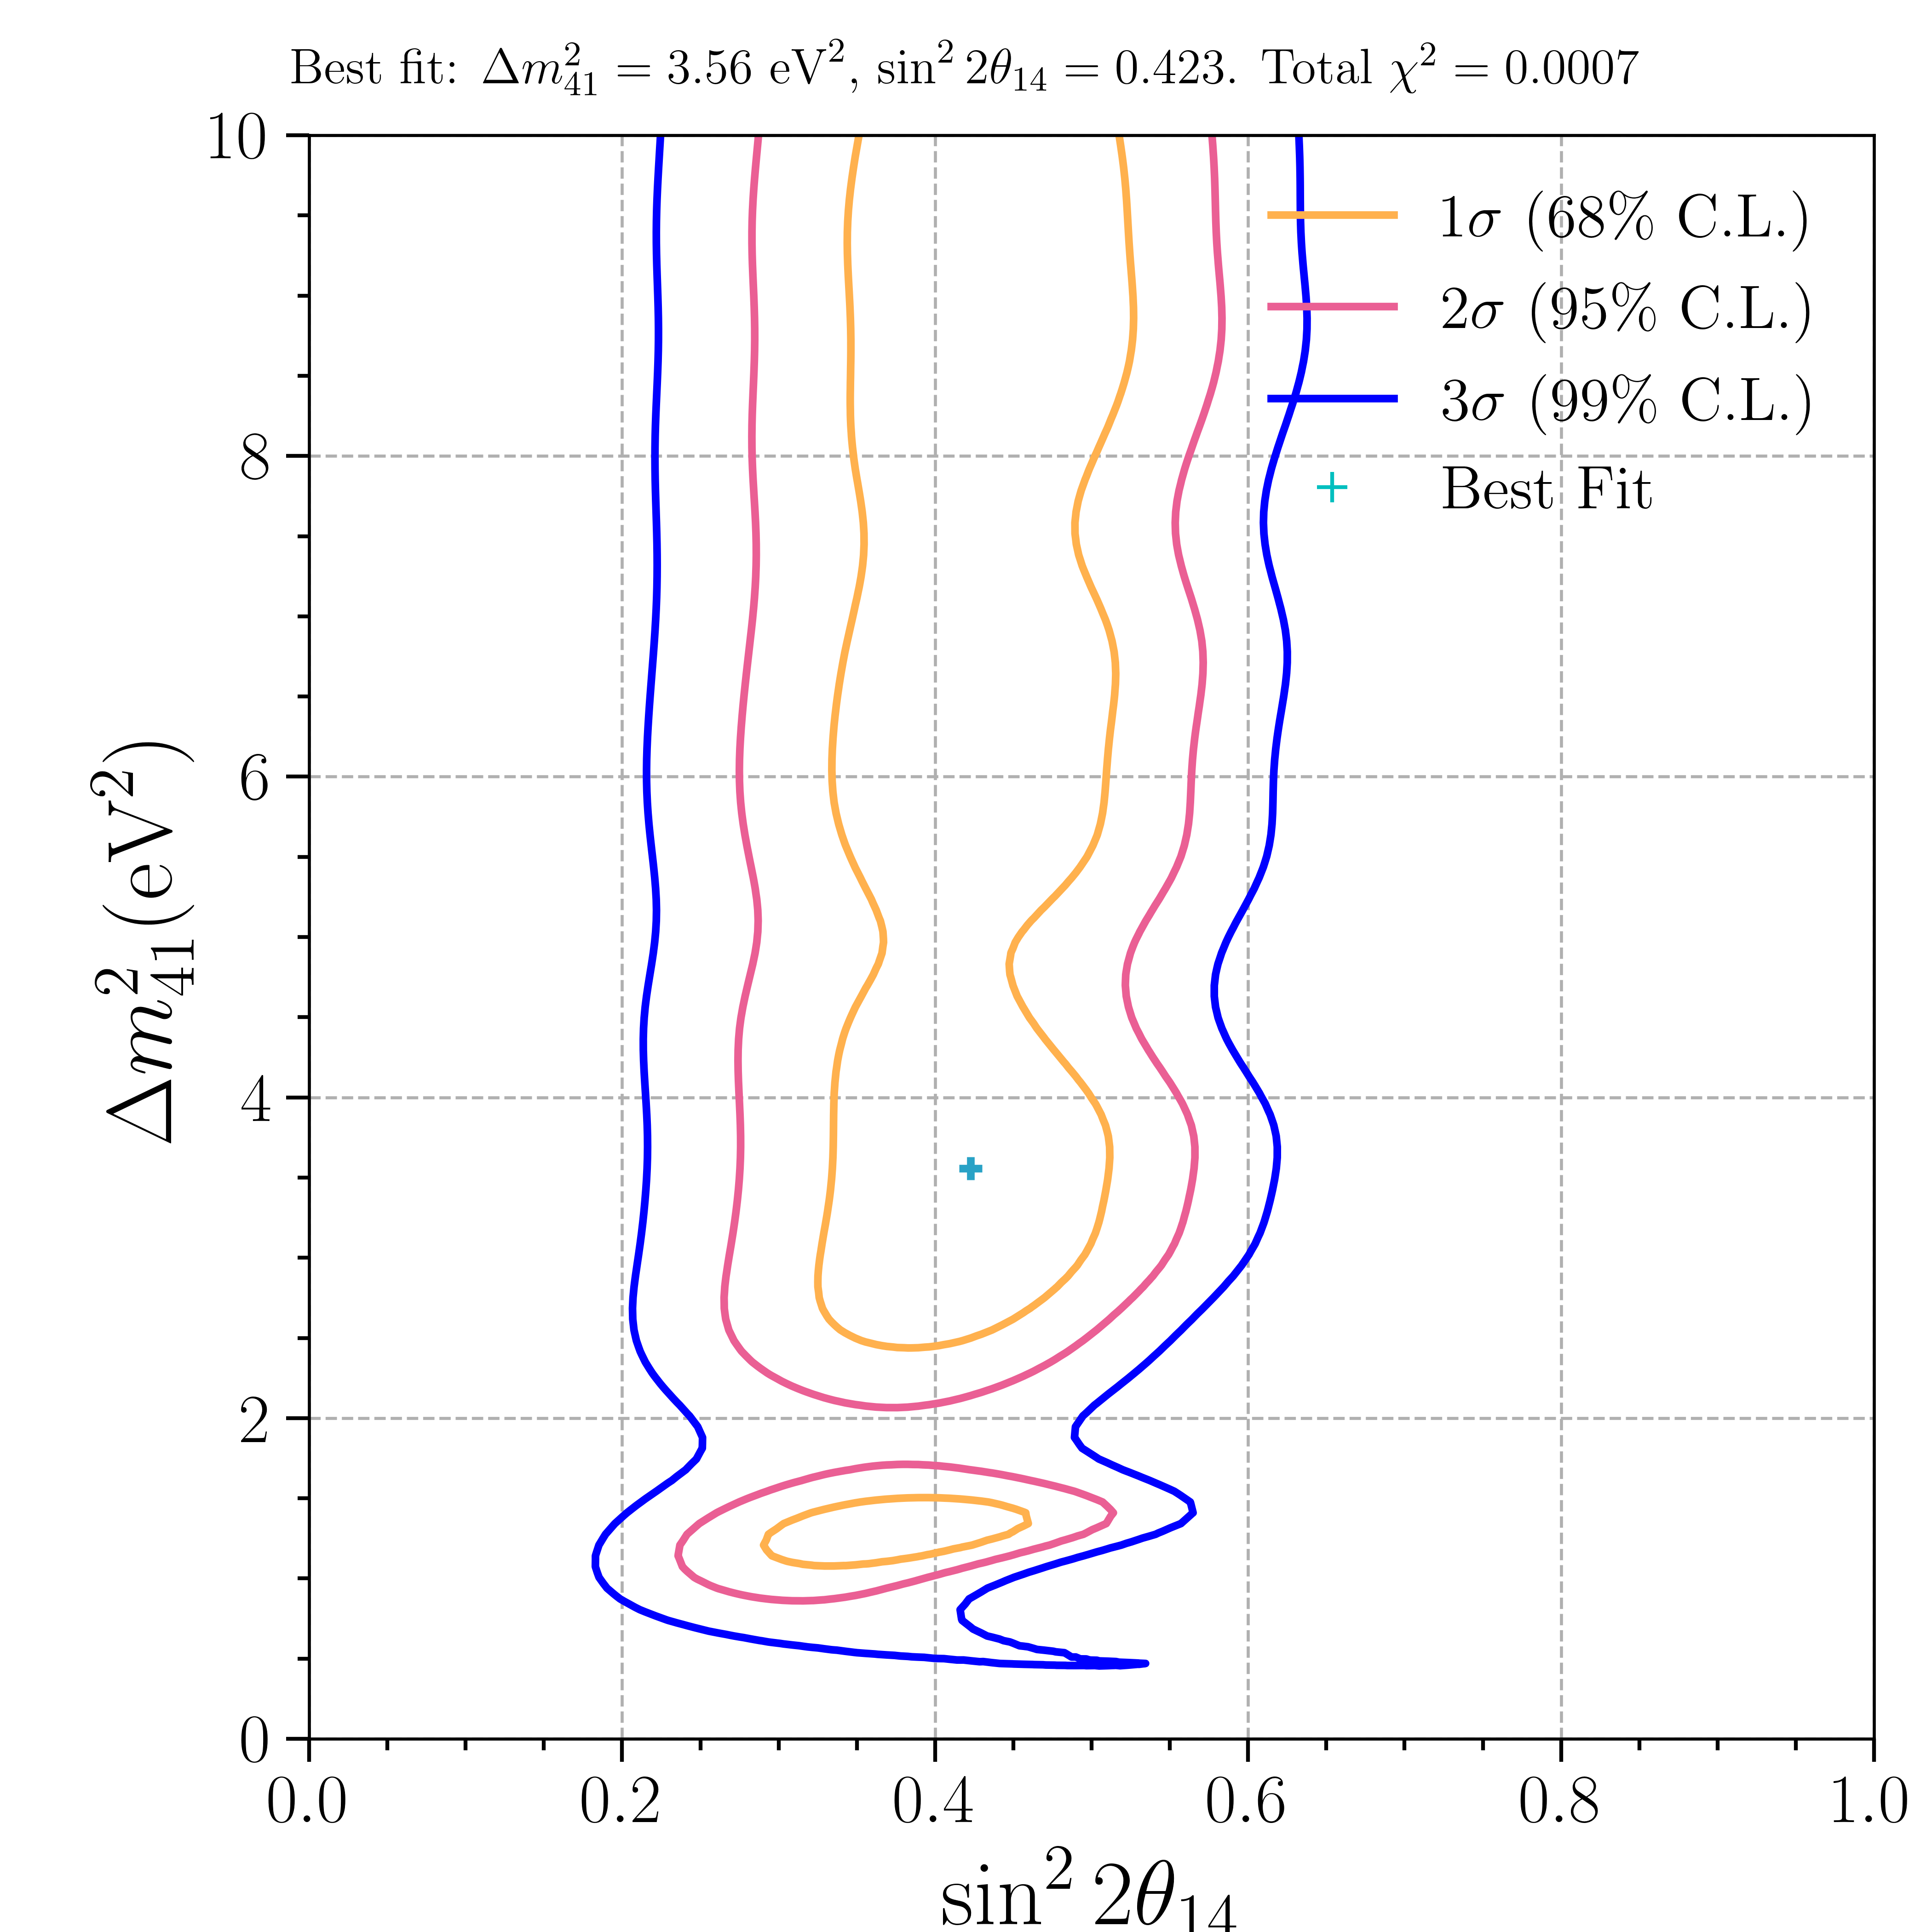 Best fit: Δm²₄₁ = 3.56 eV², sin² 2θ₁₄ = 0.423. Total χ² = 0.0007
10
8
6
4
2
0
Δm²₄₁(eV²)
1σ (68% C.L.)
2σ (95% C.L.)
3σ (99% C.L.)
Best Fit
0.0 0.2 0.4 0.6 0.8 1.0
sin² 2θ₁₄